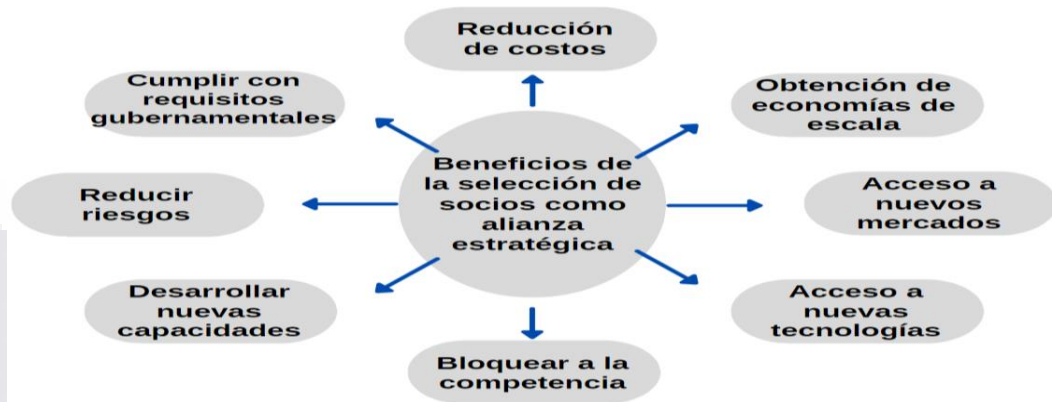 Reducción
de costos
Cumplir con
requisitos
gubernamentales
Obtención de
economías de
escala
Beneficios de
la selección de
socios como
alianza
estratégica
Reducir
riesgos
Acceso a
nuevos
mercados
Desarrollar
nuevas
capacidades
Acceso a
nuevas
tecnologías
Bloquear a la
competencia